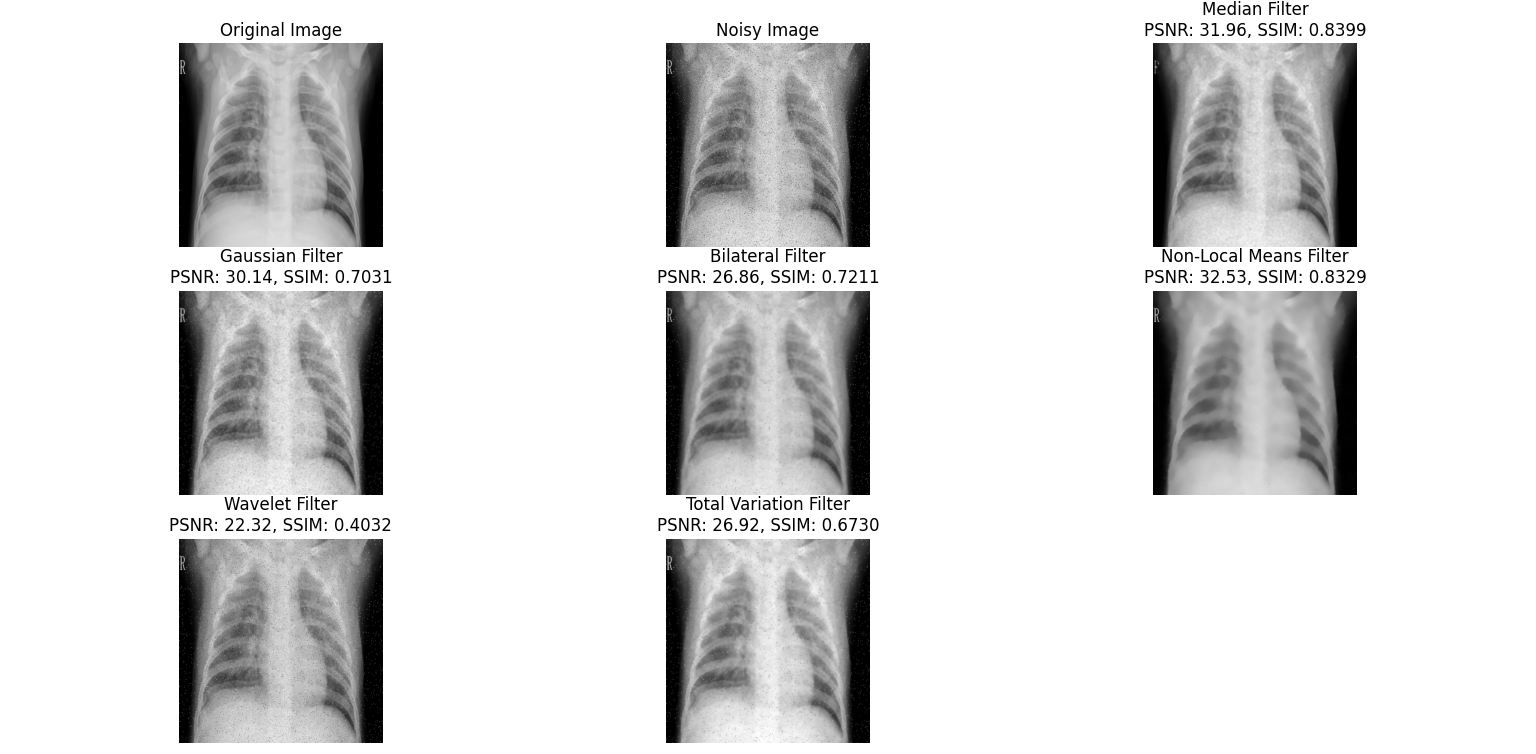 Original Image
R
Noisy Image
R
Median Filter
PSNR: 31.96, SSIM: 0.8399
Gaussian Filter
PSNR: 30.14, SSIM: 0.7031
R
Bilateral Filter
PSNR: 26.86, SSIM: 0.7211
R
Non-Local Means Filter
PSNR: 32.53, SSIM: 0.8329
R
Wavelet Filter
PSNR: 22.32, SSIM: 0.4032
R
Total Variation Filter
PSNR: 26.92, SSIM: 0.6730
R